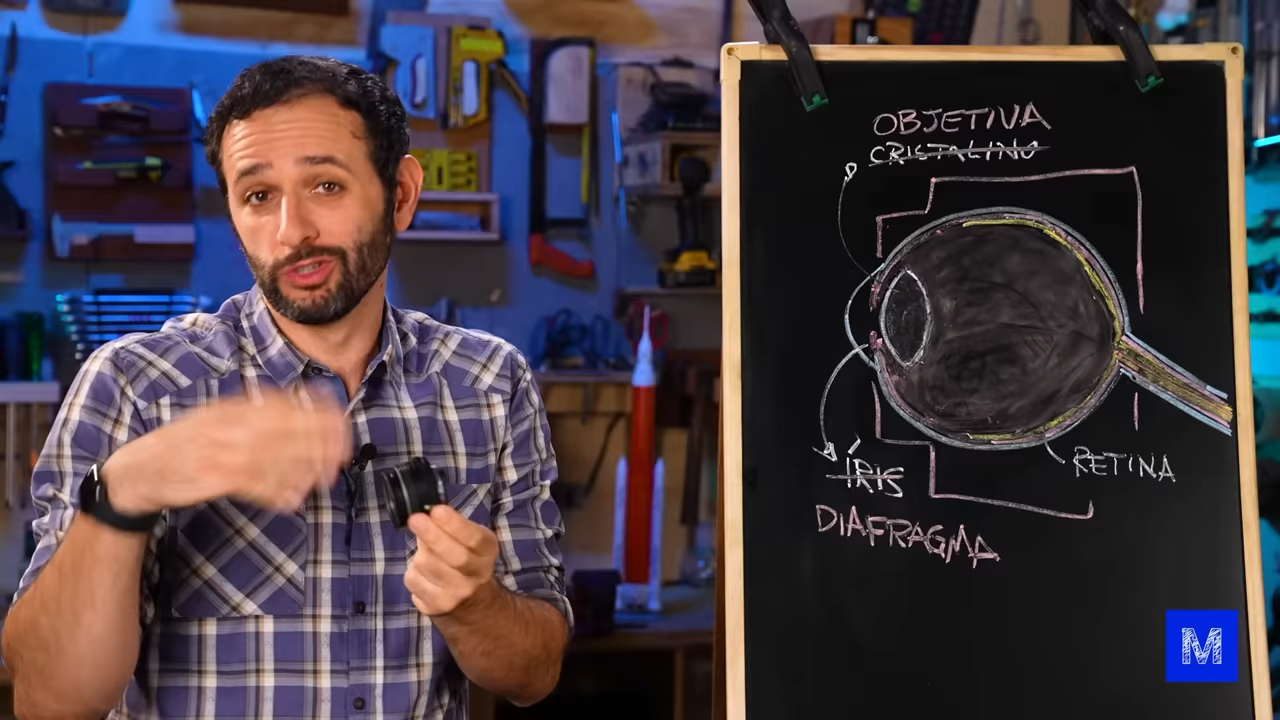 OBJETIVA
CRISTALINO
RETINA
ÍRIS
DIAFRAGMA
M